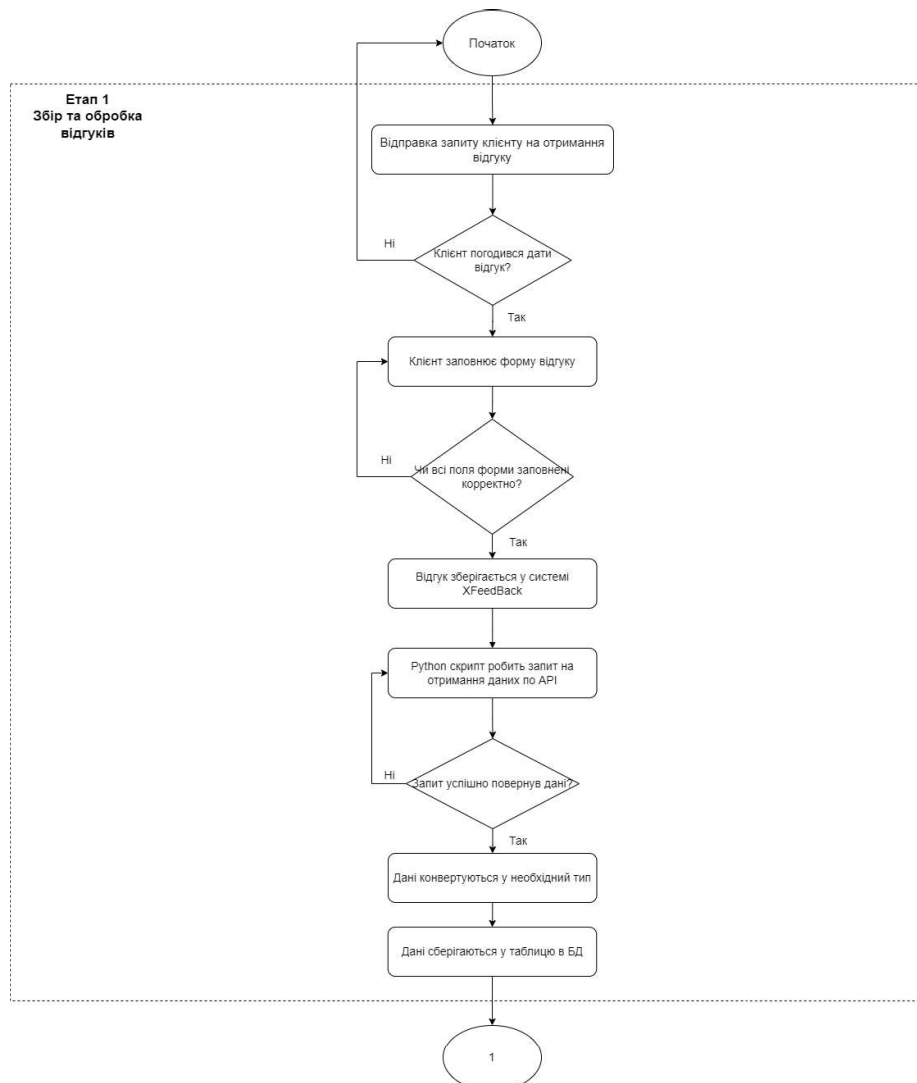 Початок
Етап 1
Збір та обробка
відгуків
Відправка запиту клієнту на отримання
відгуку
Ні
Клієнт погодився дати
відгук?
Так
Клієнт заповнює форму відгуку
Ні
Чи всі поля форми заповнені
корректно?
Так
Відгук зберігається у системі
XFeedBack
Python скрипт робить запит на
отримання даних по API
Ні
Запит успішно повернув дані?
Так
Дані конвертуються у необхідний тип
Дані сберігаються у таблицю в БД
1